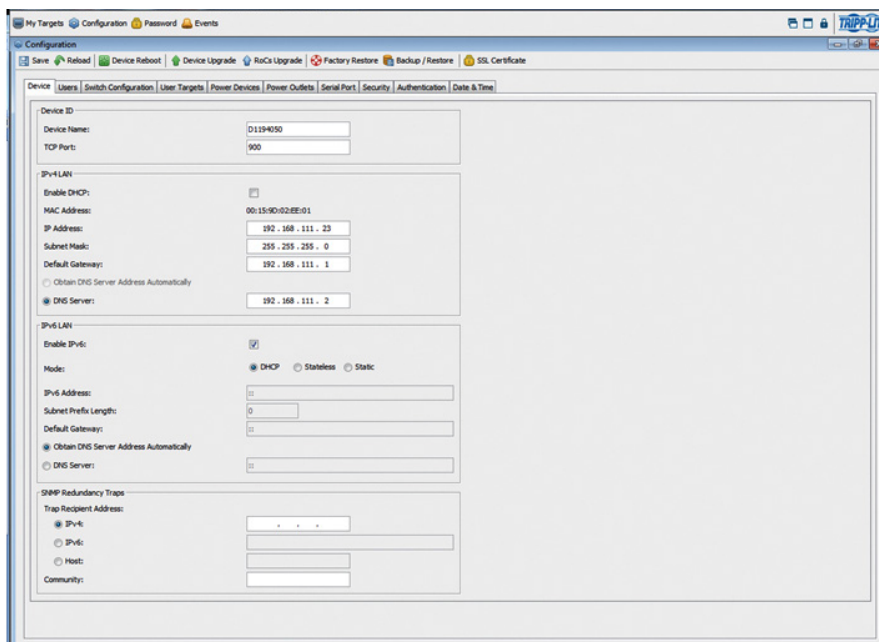 My Targets Configuration Password Events
TRIPP-LIT
Configuration
Save Reload Device Reboot Device Upgrade RoCs Upgrade Factory Restore Backup / Restore SSL Certificate
Device Users Switch Configuration User Targets Power Devices Power Outlets Serial Port Security Authentication Date & Time
Device ID
Device Name: D1194050
TCP Port: 900
IPv4 LAN
Enable DHCP:
MAC Address: 00:15:9D:02:EE:01
IP Address: 192 . 168 . 111 . 23
Subnet Mask: 255 . 255 . 255 . 0
Default Gateway: 192 . 168 . 111 . 1
Obtain DNS Server Address Automatically
DNS Server: 192 . 168 . 111 . 2
IPv6 LAN
Enable IPv6:
Mode: DHCP Stateless Static
IPv6 Address: ::
Subnet Prefix Length: 0
Default Gateway: ::
Obtain DNS Server Address Automatically
DNS Server: ::
SNMP Redundancy Traps
Trap Recipient Address:
IPv4: . . .
IPv6:
Host:
Community: